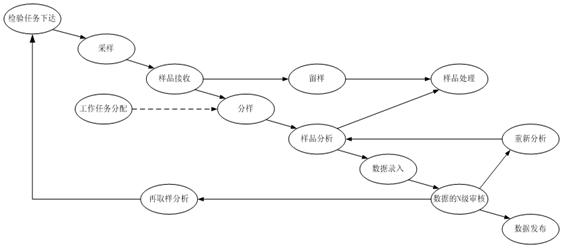 检验任务下达
采样
样品接收
留样
样品处理
工作任务分配
分样
样品分析
重新分析
数据录入
再取样分析
数据的N级审核
数据发布